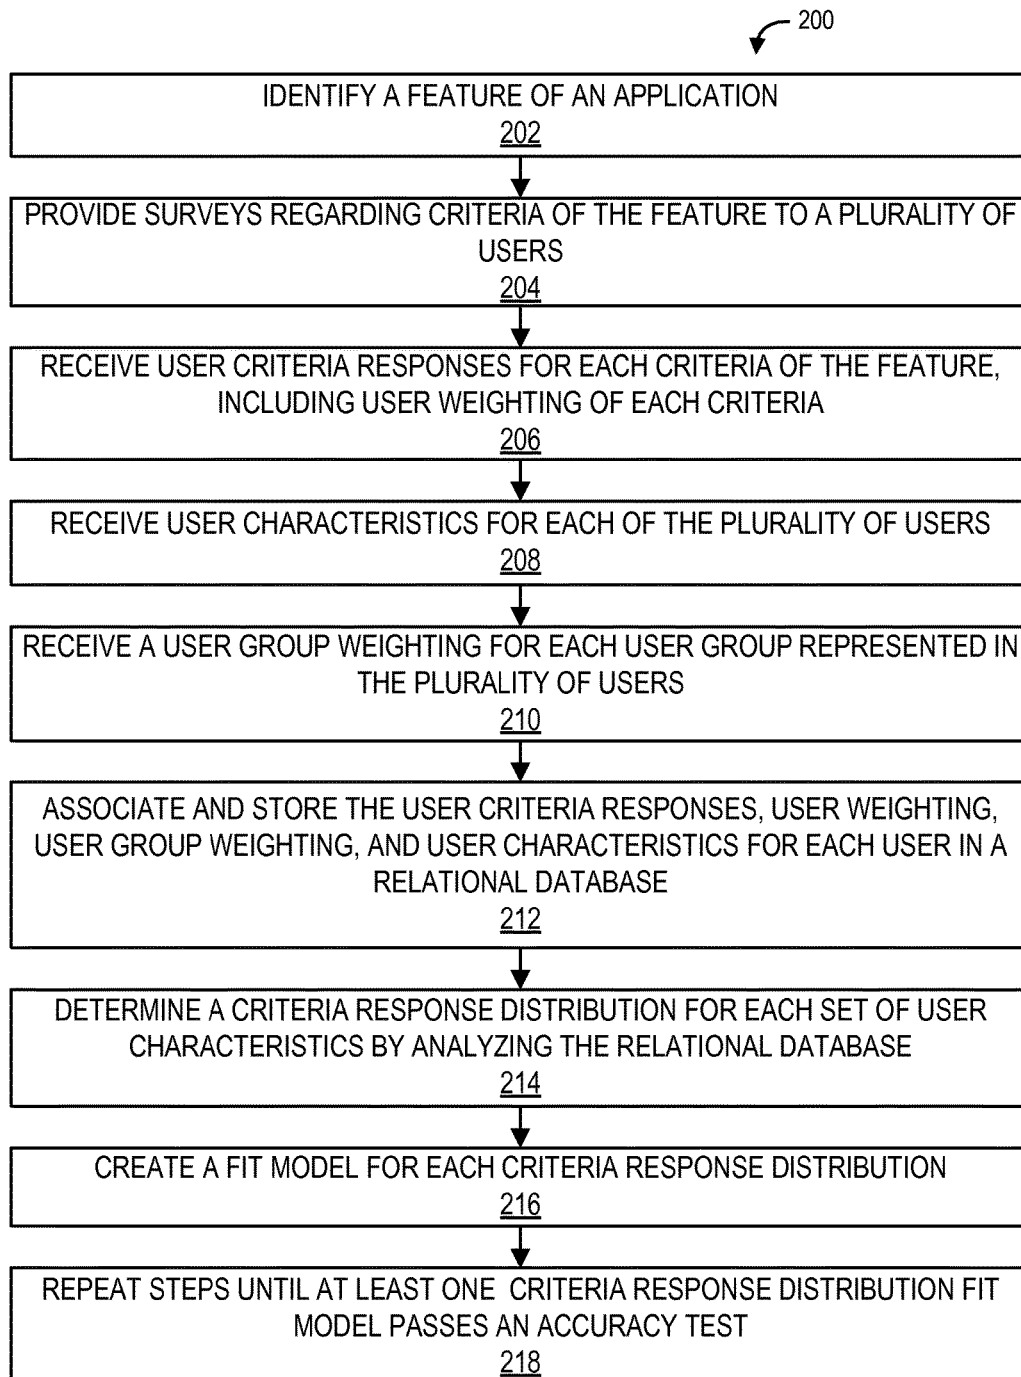 200
IDENTIFY A FEATURE OF AN APPLICATION
202
PROVIDE SURVEYS REGARDING CRITERIA OF THE FEATURE TO A PLURALITY OF
USERS
204
RECEIVE USER CRITERIA RESPONSES FOR EACH CRITERIA OF THE FEATURE,
INCLUDING USER WEIGHTING OF EACH CRITERIA
206
RECEIVE USER CHARACTERISTICS FOR EACH OF THE PLURALITY OF USERS
208
RECEIVE A USER GROUP WEIGHTING FOR EACH USER GROUP REPRESENTED IN
THE PLURALITY OF USERS
210
ASSOCIATE AND STORE THE USER CRITERIA RESPONSES, USER WEIGHTING,
USER GROUP WEIGHTING, AND USER CHARACTERISTICS FOR EACH USER IN A
RELATIONAL DATABASE
212
DETERMINE A CRITERIA RESPONSE DISTRIBUTION FOR EACH SET OF USER
CHARACTERISTICS BY ANALYZING THE RELATIONAL DATABASE
214
CREATE A FIT MODEL FOR EACH CRITERIA RESPONSE DISTRIBUTION
216
REPEAT STEPS UNTIL AT LEAST ONE CRITERIA RESPONSE DISTRIBUTION FIT
MODEL PASSES AN ACCURACY TEST
218